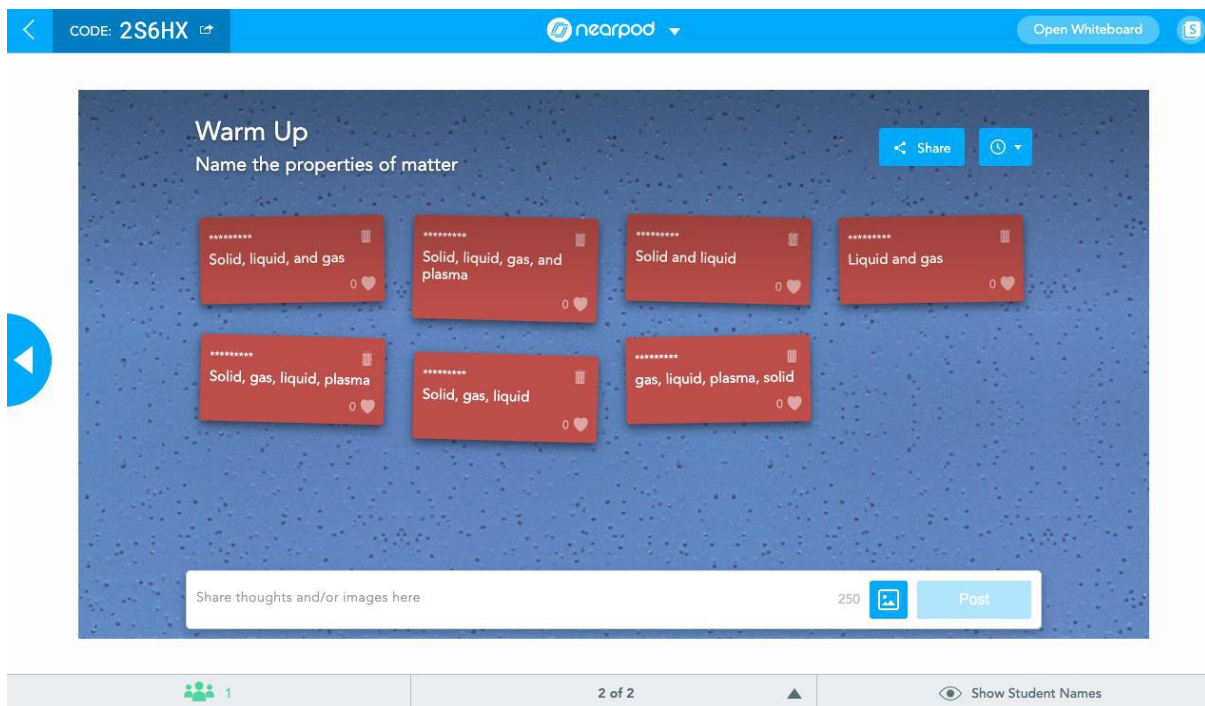 CODE: 2S6HX
nearpod
Open Whiteboard
S
Warm Up
Name the properties of matter
Share
*********
Solid, liquid, and gas
0
*********
Solid, liquid, gas, and
plasma
0
*********
Solid and liquid
0
*********
Liquid and gas
0
*********
Solid, gas, liquid, plasma
0
*********
Solid, gas, liquid
0
*********
gas, liquid, plasma, solid
0
Share thoughts and/or images here
250
Post
1
2 of 2
Show Student Names